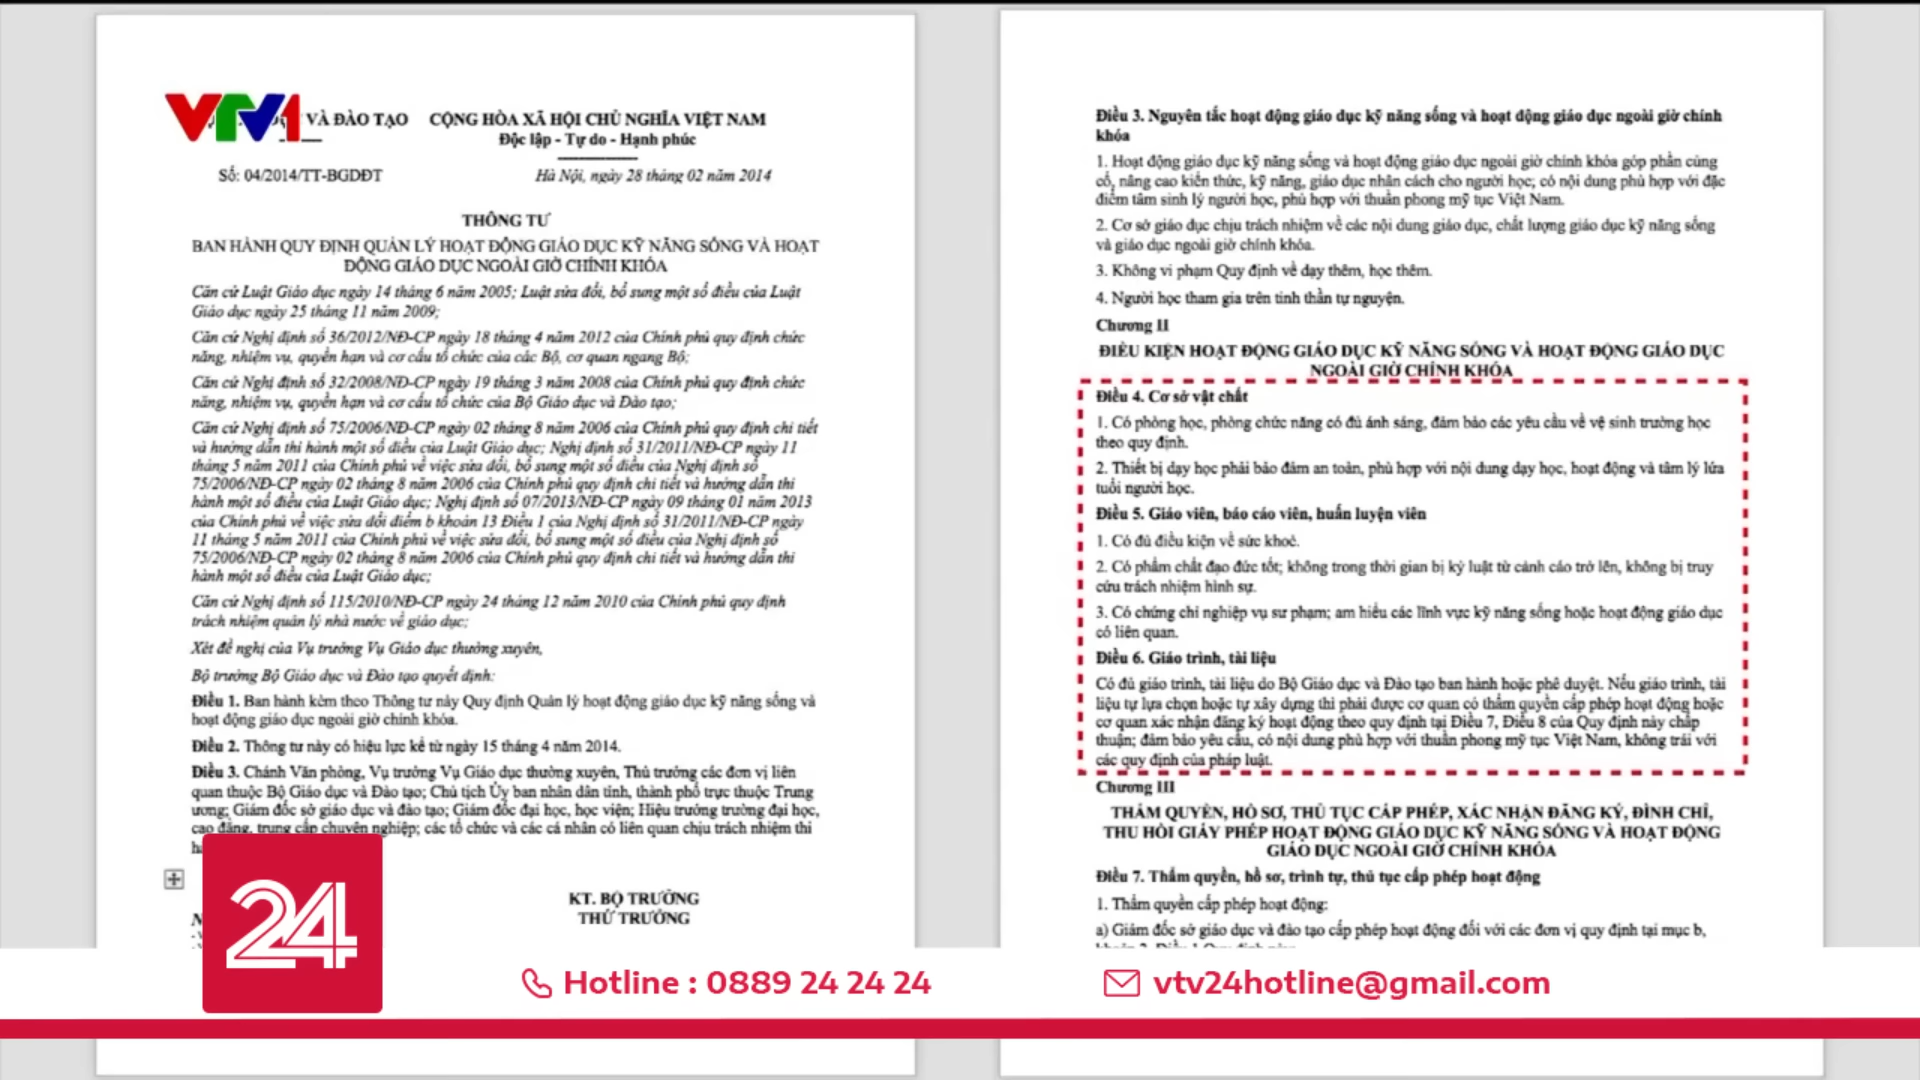 VTV1
VÀ ĐÀO TẠO
CỘNG HÒA XÃ HỘI CHỦ NGHĨA VIỆT NAM
Độc lập - Tự do - Hạnh phúc
Số: 04/2014/TT-BGDĐT
Hà Nội, ngày 28 tháng 02 năm 2014
THÔNG TƯ
BAN HÀNH QUY ĐỊNH QUẢN LÝ HOẠT ĐỘNG GIÁO DỤC KỸ NĂNG SỐNG VÀ HOẠT
ĐỘNG GIÁO DỤC NGOÀI GIỜ CHÍNH KHÓA
Căn cứ Luật Giáo dục ngày 14 tháng 6 năm 2005; Luật sửa đổi, bổ sung một số điều của Luật
Giáo dục ngày 25 tháng 11 năm 2009;
Căn cứ Nghị định số 36/2012/NĐ-CP ngày 18 tháng 4 năm 2012 của Chính phủ quy định chức
năng, nhiệm vụ, quyền hạn và cơ cấu tổ chức của các Bộ, cơ quan ngang Bộ;
Căn cứ Nghị định số 32/2008/NĐ-CP ngày 19 tháng 3 năm 2008 của Chính phủ quy định chức
năng, nhiệm vụ, quyền hạn và cơ cấu tổ chức của Bộ Giáo dục và Đào tạo;
Căn cứ Nghị định số 75/2006/NĐ-CP ngày 02 tháng 8 năm 2006 của Chính phủ quy định chi tiết
và hướng dẫn thi hành một số điều của Luật Giáo dục; Nghị định số 31/2011/NĐ-CP ngày 11
tháng 5 năm 2011 của Chính phủ về việc sửa đổi, bổ sung một số điều của Nghị định số
75/2006/NĐ-CP ngày 02 tháng 8 năm 2006 của Chính phủ quy định chi tiết và hướng dẫn thi
hành một số điều của Luật Giáo dục; Nghị định số 07/2013/NĐ-CP ngày 09 tháng 01 năm 2013
của Chính phủ về việc sửa đổi điểm b khoản 13 Điều 1 của Nghị định số 31/2011/NĐ-CP ngày
11 tháng 5 năm 2011 của Chính phủ về việc sửa đổi, bổ sung một số điều của Nghị định số
75/2006/NĐ-CP ngày 02 tháng 8 năm 2006 của Chính phủ quy định chi tiết và hướng dẫn thi
hành một số điều của Luật Giáo dục;
Căn cứ Nghị định số 115/2010/NĐ-CP ngày 24 tháng 12 năm 2010 của Chính phủ quy định
trách nhiệm quản lý nhà nước về giáo dục;
Xét đề nghị của Vụ trưởng Vụ Giáo dục thường xuyên,
Bộ trưởng Bộ Giáo dục và Đào tạo quyết định:
Điều 1. Ban hành kèm theo Thông tư này Quy định Quản lý hoạt động giáo dục kỹ năng sống và
hoạt động giáo dục ngoài giờ chính khóa.
Điều 2. Thông tư này có hiệu lực kể từ ngày 15 tháng 4 năm 2014.
Điều 3. Chánh Văn phòng, Vụ trưởng Vụ Giáo dục thường xuyên, Thủ trưởng các đơn vị liên
quan thuộc Bộ Giáo dục và Đào tạo; Chủ tịch Ủy ban nhân dân tỉnh, thành phố trực thuộc Trung
ương; Giám đốc sở giáo dục và đào tạo; Giám đốc đại học, học viện; Hiệu trưởng trường đại học,
cao đẳng, trung cấp chuyên nghiệp; các tổ chức và các cá nhân có liên quan chịu trách nhiệm thi
KT. BỘ TRƯỞNG
THỨ TRƯỞNG
Điều 3. Nguyên tắc hoạt động giáo dục kỹ năng sống và hoạt động giáo dục ngoài giờ chính
khóa
1. Hoạt động giáo dục kỹ năng sống và hoạt động giáo dục ngoài giờ chính khóa góp phần củng
cố, nâng cao kiến thức, kỹ năng, giáo dục nhân cách cho người học; có nội dung phù hợp với đặc
điểm tâm sinh lý người học, phù hợp với thuần phong mỹ tục Việt Nam.
2. Cơ sở giáo dục chịu trách nhiệm về các nội dung giáo dục, chất lượng giáo dục kỹ năng sống
và giáo dục ngoài giờ chính khóa.
3. Không vi phạm Quy định về dạy thêm, học thêm.
4. Người học tham gia trên tinh thần tự nguyện.
Chương II
ĐIỀU KIỆN HOẠT ĐỘNG GIÁO DỤC KỸ NĂNG SỐNG VÀ HOẠT ĐỘNG GIÁO DỤC
NGOÀI GIỜ CHÍNH KHÓA
Điều 4. Cơ sở vật chất
1. Có phòng học, phòng chức năng có đủ ánh sáng, đảm bảo các yêu cầu về vệ sinh trường học
theo quy định.
2. Thiết bị dạy học phải bảo đảm an toàn, phù hợp với nội dung dạy học, hoạt động và tâm lý lứa
tuổi người học.
Điều 5. Giáo viên, báo cáo viên, huấn luyện viên
1. Có đủ điều kiện về sức khoẻ.
2. Có phẩm chất đạo đức tốt; không trong thời gian bị kỷ luật từ cảnh cáo trở lên, không bị truy
cứu trách nhiệm hình sự.
3. Có chứng chỉ nghiệp vụ sư phạm; am hiểu các lĩnh vực kỹ năng sống hoặc hoạt động giáo dục
có liên quan.
Điều 6. Giáo trình, tài liệu
Có đủ giáo trình, tài liệu do Bộ Giáo dục và Đào tạo ban hành hoặc phê duyệt. Nếu giáo trình, tài
liệu tự lựa chọn hoặc tự xây dựng thì phải được cơ quan có thẩm quyền cấp phép hoạt động hoặc
cơ quan xác nhận đăng ký hoạt động theo quy định tại Điều 7, Điều 8 của Quy định này chấp
thuận; đảm bảo yêu cầu, có nội dung phù hợp với thuần phong mỹ tục Việt Nam, không trái với
các quy định của pháp luật.
Chương III
THẨM QUYỀN, HỒ SƠ, THỦ TỤC CẤP PHÉP, XÁC NHẬN ĐĂNG KÝ, ĐÌNH CHỈ,
THU HỒI GIẤY PHÉP HOẠT ĐỘNG GIÁO DỤC KỸ NĂNG SỐNG VÀ HOẠT ĐỘNG
GIÁO DỤC NGOÀI GIỜ CHÍNH KHÓA
Điều 7. Thẩm quyền, hồ sơ, trình tự, thủ tục cấp phép hoạt động
1. Thẩm quyền cấp phép hoạt động:
a) Giám đốc sở giáo dục và đào tạo cấp phép hoạt động đối với các đơn vị quy định tại mục b,
24
Hotline : 0889 24 24 24
vtv24hotline@gmail.com